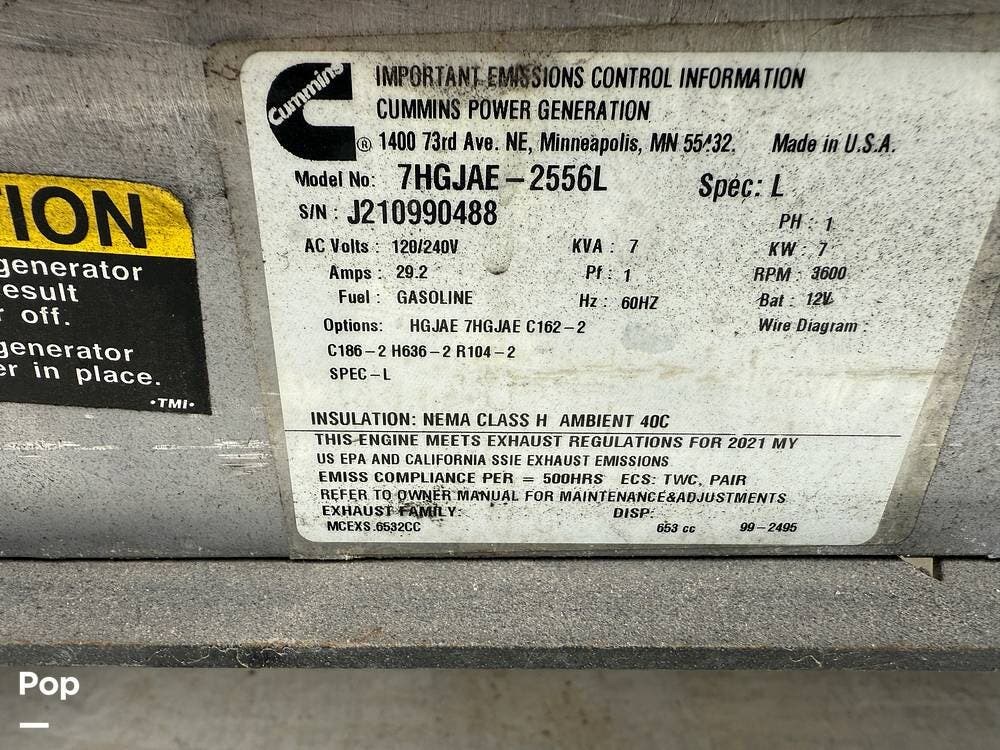 Cummins
®
IMPORTANT EMISSIONS CONTROL INFORMATION
CUMMINS POWER GENERATION
1400 73rd Ave. NE, Minneapolis, MN 55432. Made in U.S.A.
Model No: 7HGJAE-2556L Spec: L
S/N : J210990488 PH : 1
AC Volts : 120/240V KVA : 7 KW : 7
Amps : 29.2 Pf : 1 RPM : 3600
Fuel : GASOLINE Hz : 60HZ Bat : 12V
Options: HGJAE 7HGJAE C162-2 Wire Diagram :
C186-2 H636-2 R104-2
SPEC-L
INSULATION: NEMA CLASS H AMBIENT 40C
THIS ENGINE MEETS EXHAUST REGULATIONS FOR 2021 MY
US EPA AND CALIFORNIA SSIE EXHAUST EMISSIONS
EMISS COMPLIANCE PER = 500HRS ECS: TWC, PAIR
REFER TO OWNER MANUAL FOR MAINTENANCE&ADJUSTMENTS
EXHAUST FAMILY: DISP:
MCEXS.6532CC 653 cc 99-2495
TION
generator
esult
r off.
generator
er in place.
•TMI•
Pop